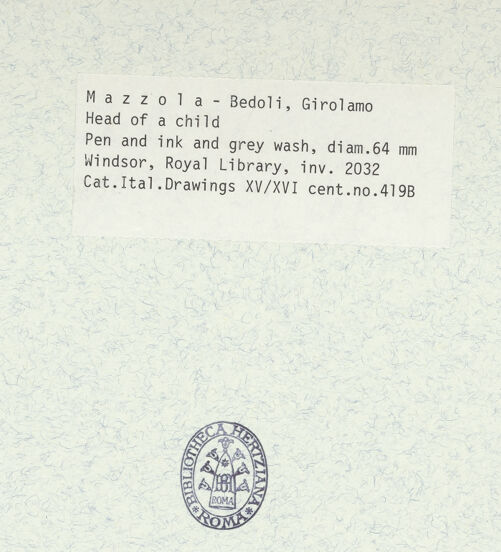 M a z z o l a - Bedoli, Girolamo
Head of a child
Pen and ink and grey wash, diam.64 mm
Windsor, Royal Library, inv. 2032
Cat.Ital.Drawings XV/XVI cent.no.419B
BIBLIOTHECA HERTZIANA
ROMA
* ROMA *